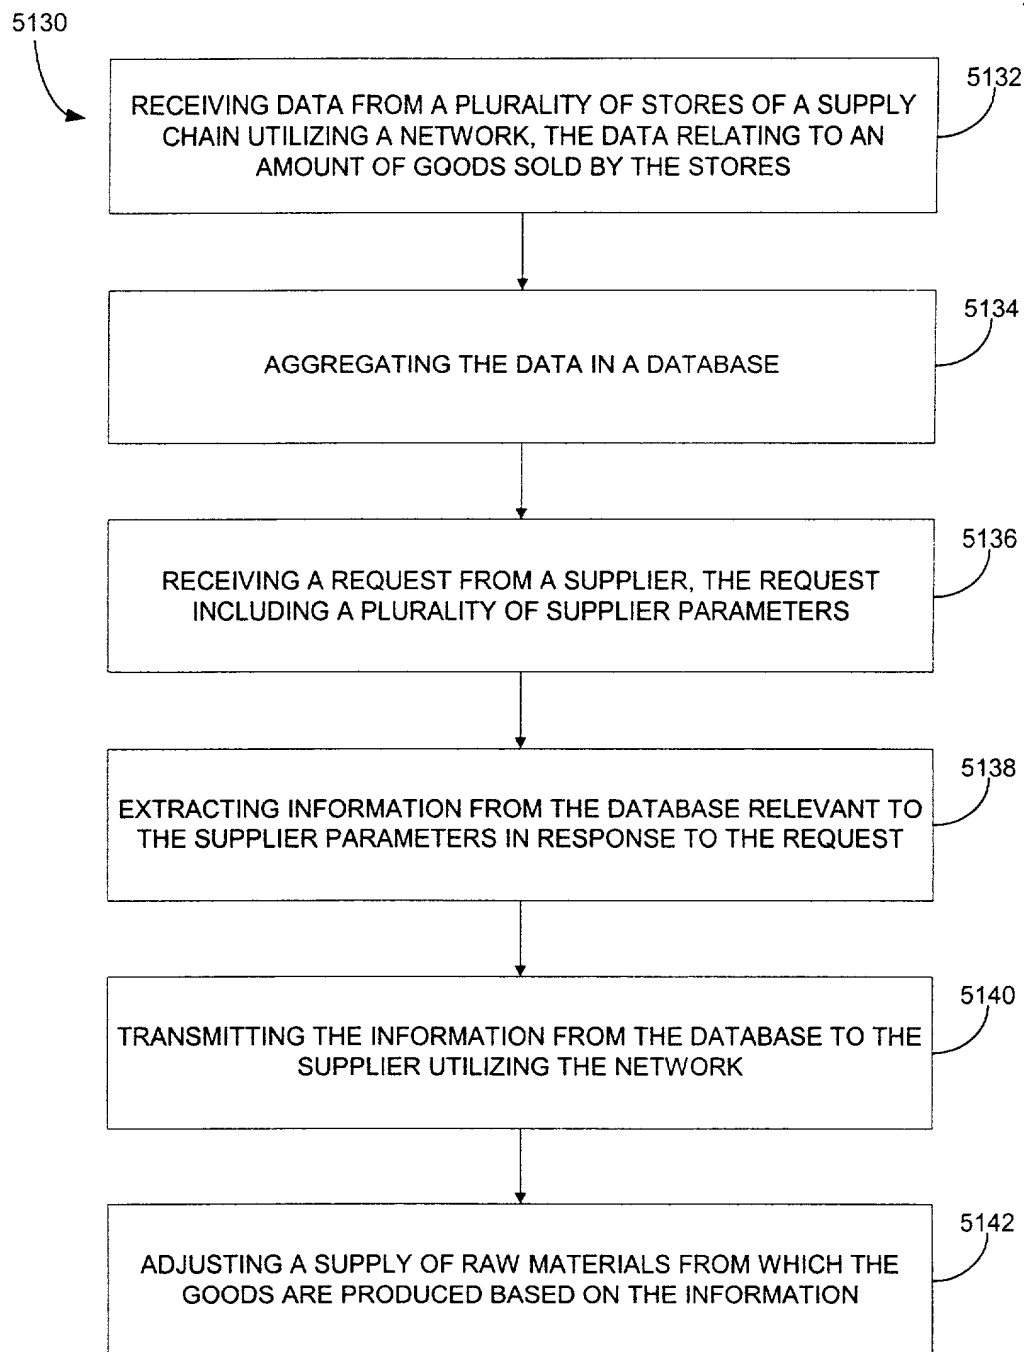 5130
5132
RECEIVING DATA FROM A PLURALITY OF STORES OF A SUPPLY
CHAIN UTILIZING A NETWORK, THE DATA RELATING TO AN
AMOUNT OF GOODS SOLD BY THE STORES
5134
AGGREGATING THE DATA IN A DATABASE
5136
RECEIVING A REQUEST FROM A SUPPLIER, THE REQUEST
INCLUDING A PLURALITY OF SUPPLIER PARAMETERS
5138
EXTRACTING INFORMATION FROM THE DATABASE RELEVANT TO
THE SUPPLIER PARAMETERS IN RESPONSE TO THE REQUEST
5140
TRANSMITTING THE INFORMATION FROM THE DATABASE TO THE
SUPPLIER UTILIZING THE NETWORK
5142
ADJUSTING A SUPPLY OF RAW MATERIALS FROM WHICH THE
GOODS ARE PRODUCED BASED ON THE INFORMATION